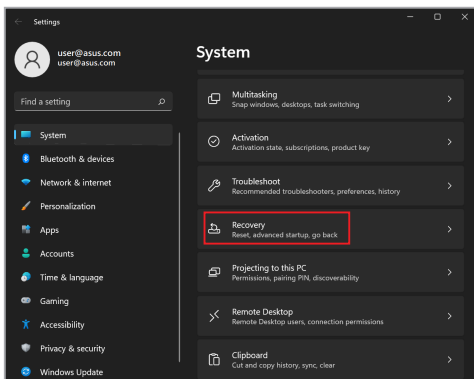 Settings
user@asus.com
user@asus.com
Find a setting
System
Bluetooth & devices
Network & internet
Personalization
Apps
Accounts
Time & language
Gaming
Accessibility
Privacy & security
Windows Update
System
Multitasking
Snap windows, desktops, task switching
Activation
Activation state, subscriptions, product key
Troubleshoot
Recommended troubleshooters, preferences, history
Recovery
Reset, advanced startup, go back
Projecting to this PC
Permissions, pairing PIN, discoverability
Remote Desktop
Remote Desktop users, connection permissions
Clipboard
Cut and copy history, sync, clear